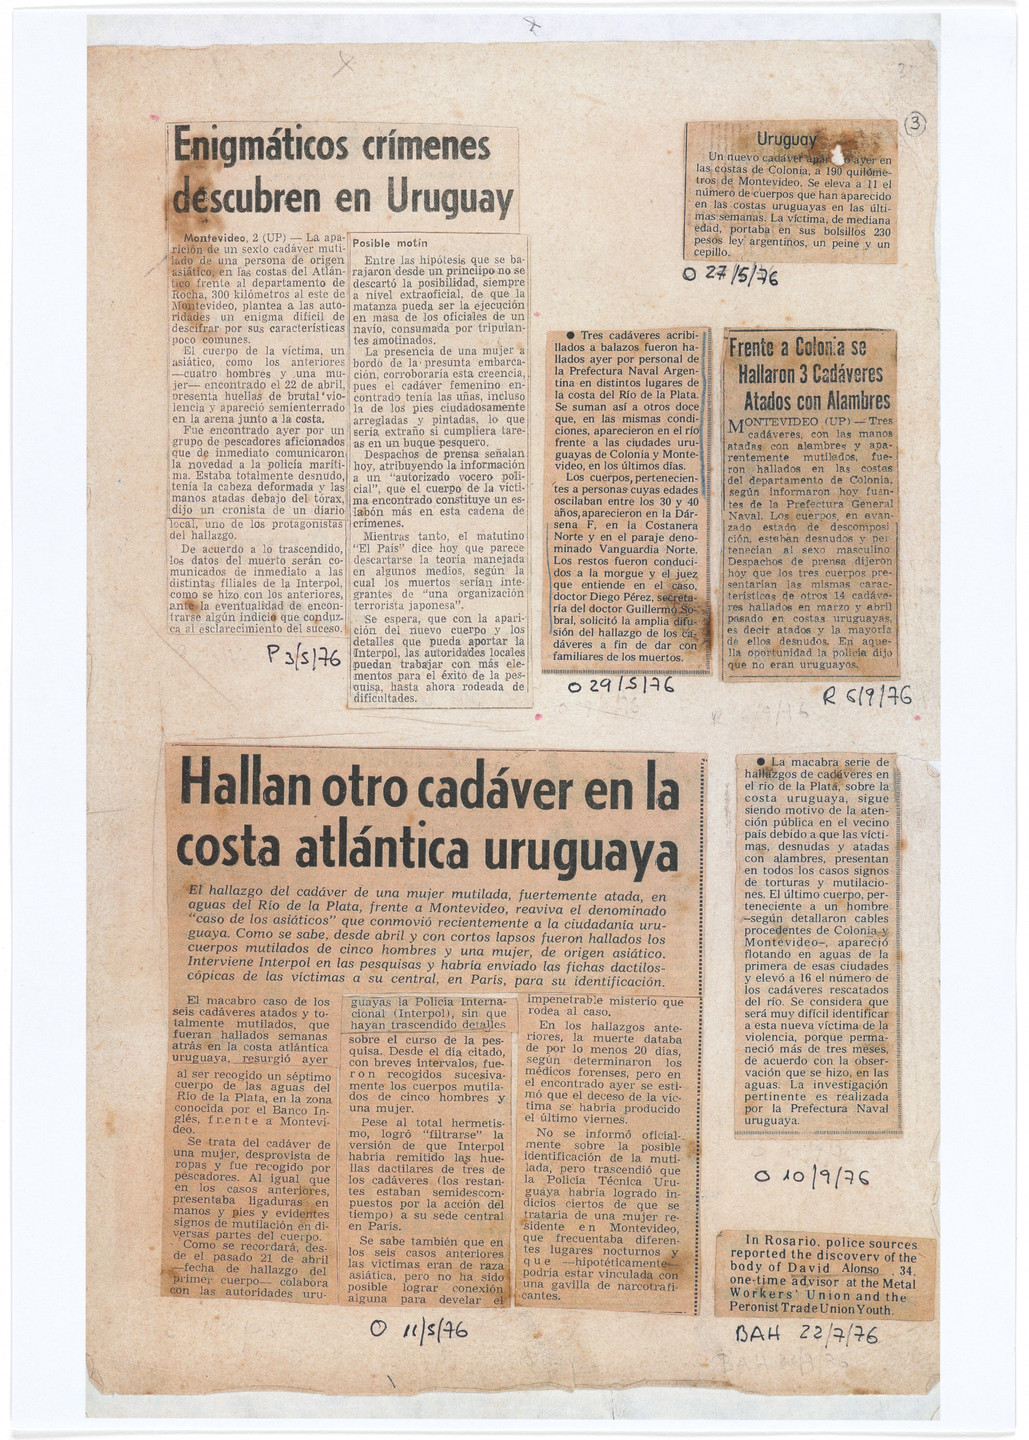 3
Enigmáticos crímenes
descubren en Uruguay
Montevideo, 2 (UP) — La apa-
rición de un sexto cadáver muti-
lado de una persona de origen
asiático, en las costas del Atlán-
tico frente al departamento de
Rocha, 300 kilómetros al este de
Montevideo, plantea a las auto-
ridades un enigma difícil de
descifrar por sus características
poco comunes.
El cuerpo de la víctima, un
asiático, como los anteriores
—cuatro hombres y una mu-
jer— encontrado el 22 de abril,
presenta huellas de brutal vio-
lencia y apareció semienterrado
en la arena junto a la costa.
Fue encontrado ayer por un
grupo de pescadores aficionados
que de inmediato comunicaron
la novedad a la policía maríti-
ma. Estaba totalmente desnudo,
tenía la cabeza deformada y las
manos atadas debajo del tórax,
dijo un cronista de un diario
local, uno de los protagonistas
del hallazgo.
De acuerdo a lo trascendido,
los datos del muerto serán co-
municados de inmediato a las
distintas filiales de la Interpol,
como se hizo con los anteriores,
ante la eventualidad de encon-
trarse algún indicio que conduz-
ca al esclarecimiento del suceso.
Posible motín
Entre las hipótesis que se ba-
rajaron desde un principio no se
descartó la posibilidad, siempre
a nivel extraoficial, de que la
matanza pueda ser la ejecución
en masa de los oficiales de un
navío, consumada por tripulan-
tes amotinados.
La presencia de una mujer a
bordo de la presunta embarca-
ción, corroboraría esta creencia,
pues el cadáver femenino en-
contrado tenía las uñas, incluso
la de los pies ciudadosamente
arregladas y pintadas, lo que
sería extraño si cumpliera tare-
as en un buque pesquero.
Despachos de prensa señalan
hoy, atribuyendo la información
a un "autorizado vocero poli-
cial", que el cuerpo de la vícti-
ma encontrado constituye un es-
labón más en esta cadena de
crímenes.
Mientras tanto, el matutino
"El País" dice hoy que parece
descartarse la teoría manejada
en algunos medios, según la
cual los muertos serían inte-
grantes de "una organización
terrorista japonesa".
Se espera, que con la apari-
ción del nuevo cuerpo y los
detalles que pueda aportar la
Interpol, las autoridades locales
puedan trabajar con más ele-
mentos para el éxito de la pes-
quisa, hasta ahora rodeada de
dificultades.
P 3/5/76
Uruguay
Un nuevo cadáver ayer en
las costas de Colonia, a 190 quilóme-
tros de Montevideo. Se eleva a 11 el
número de cuerpos que han aparecido
en las costas uruguayas en las últi-
mas semanas. La víctima, de mediana
edad, portaba en sus bolsillos 230
pesos ley argentinos, un peine y un
cepillo.
O 27/5/76
● Tres cadáveres acribi-
llados a balazos fueron ha-
llados ayer por personal de
la Prefectura Naval Argen-
tina en distintos lugares de
la costa del Río de la Plata.
Se suman así a otros doce
que, en las mismas condi-
ciones, aparecieron en el río
frente a las ciudades uru-
guayas de Colonia y Monte-
video, en los últimos días.
Los cuerpos, pertenecien-
tes a personas cuyas edades
oscilaban entre los 30 y 40
años, aparecieron en la Dár-
sena F, en la Costanera
Norte y en el paraje deno-
minado Vanguardia Norte.
Los restos fueron conduci-
dos a la morgue y el juez
que entiende en el caso,
doctor Diego Pérez, secreta-
ría del doctor Guillermo So-
bral, solicitó la amplia difu-
sión del hallazgo de los ca-
dáveres a fin de dar con
familiares de los muertos.
O 29/5/76
Frente a Colonia se
Hallaron 3 Cadáveres
Atados con Alambres
MONTEVIDEO (UP) — Tres
cadáveres, con las manos
atadas con alambres y apa-
rentemente mutilados, fue-
ron hallados en las costas
del departamento de Colonia,
según informaron hoy fuen-
tes de la Prefectura General
Naval. Los cuerpos, en avan-
zado estado de descomposi-
ción, estaban desnudos y per-
tenecían al sexo masculino
Despachos de prensa dijeron
hoy que los tres cuerpos pre-
sentarían las mismas carac-
terísticas de otros 14 cadáve-
res hallados en marzo y abril
pasado en costas uruguayas,
es decir atados y la mayoría
de ellos desnudos. En aque-
lla oportunidad la policía dijo
que no eran uruguayos.
R 6/9/76
Hallan otro cadáver en la
costa atlántica uruguaya
El hallazgo del cadáver de una mujer mutilada, fuertemente atada, en
aguas del Río de la Plata, frente a Montevideo, reaviva el denominado
"caso de los asiáticos" que conmovió recientemente a la ciudadanía uru-
guaya. Como se sabe, desde abril y con cortos lapsos fueron hallados los
cuerpos mutilados de cinco hombres y una mujer, de origen asiático.
Interviene Interpol en las pesquisas y habría enviado las fichas dactilos-
cópicas de las víctimas a su central, en París, para su identificación.
El macabro caso de los
seis cadáveres atados y to-
talmente mutilados, que
fueran hallados semanas
atrás en la costa atlántica
uruguaya, resurgió ayer
al ser recogido un séptimo
cuerpo de las aguas del
Río de la Plata, en la zona
conocida por el Banco In-
glés, frente a Montevi-
deo.
Se trata del cadáver de
una mujer, desprovista de
ropas y fue recogido por
pescadores. Al igual que
en los casos anteriores,
presentaba ligaduras en
manos y pies y evidentes
signos de mutilación en di-
versas partes del cuerpo.
Como se recordará, des-
de el pasado 21 de abril
—fecha de hallazgo del
primer cuerpo— colabora
con las autoridades uru-
guayas la Policía Interna-
cional (Interpol), sin que
hayan trascendido detalles
sobre el curso de la pes-
quisa. Desde el día citado,
con breves intervalos, fue-
ron recogidos sucesiva-
mente los cuerpos mutila-
dos de cinco hombres y
una mujer.
Pese al total hermetis-
mo, logró "filtrarse" la
versión de que Interpol
habría remitido las hue-
llas dactilares de tres de
los cadáveres (los restan-
tes estaban semidescom-
puestos por la acción del
tiempo) a su sede central
en París.
Se sabe también que en
los seis casos anteriores
las víctimas eran de raza
asiática, pero no ha sido
posible lograr conexión
alguna para develar el
impenetrable misterio que
rodea al caso.
En los hallazgos ante-
riores, la muerte databa
de por lo menos 20 días,
según determinaron los
médicos forenses, pero en
el encontrado ayer se esti-
mó que el deceso de la víc-
tima se habría producido
el último viernes.
No se informó oficial-
mente sobre la posible
identificación de la muti-
lada, pero trascendió que
la Policía Técnica Uru-
guaya habría logrado in-
dicios ciertos de que se
trataría de una mujer re-
sidente en Montevideo,
que frecuentaba diferen-
tes lugares nocturnos y
que —hipotéticamente—
podría estar vinculada con
una gavilla de narcotrafi-
cantes.
O 11/5/76
● La macabra serie de
hallazgos de cadáveres en
el río de la Plata, sobre la
costa uruguaya, sigue
siendo motivo de la aten-
ción pública en el vecino
país debido a que las vícti-
mas, desnudas y atadas
con alambres, presentan
en todos los casos signos
de torturas y mutilacio-
nes. El último cuerpo, per-
teneciente a un hombre
–según detallaron cables
procedentes de Colonia y
Montevideo–, apareció
flotando en aguas de la
primera de esas ciudades
y elevó a 16 el número de
los cadáveres rescatados
del río. Se considera que
será muy difícil identificar
a esta nueva víctima de la
violencia, porque perma-
neció más de tres meses,
de acuerdo con la obser-
vación que se hizo, en las
aguas. La investigación
pertinente es realizada
por la Prefectura Naval
uruguaya.
O 10/9/76
In Rosario, police sources
reported the discovery of the
body of David Alonso , 34,
one-time advisor at the Metal
Workers' Union and the
Peronist Trade Union Youth.
BAH 22/7/76